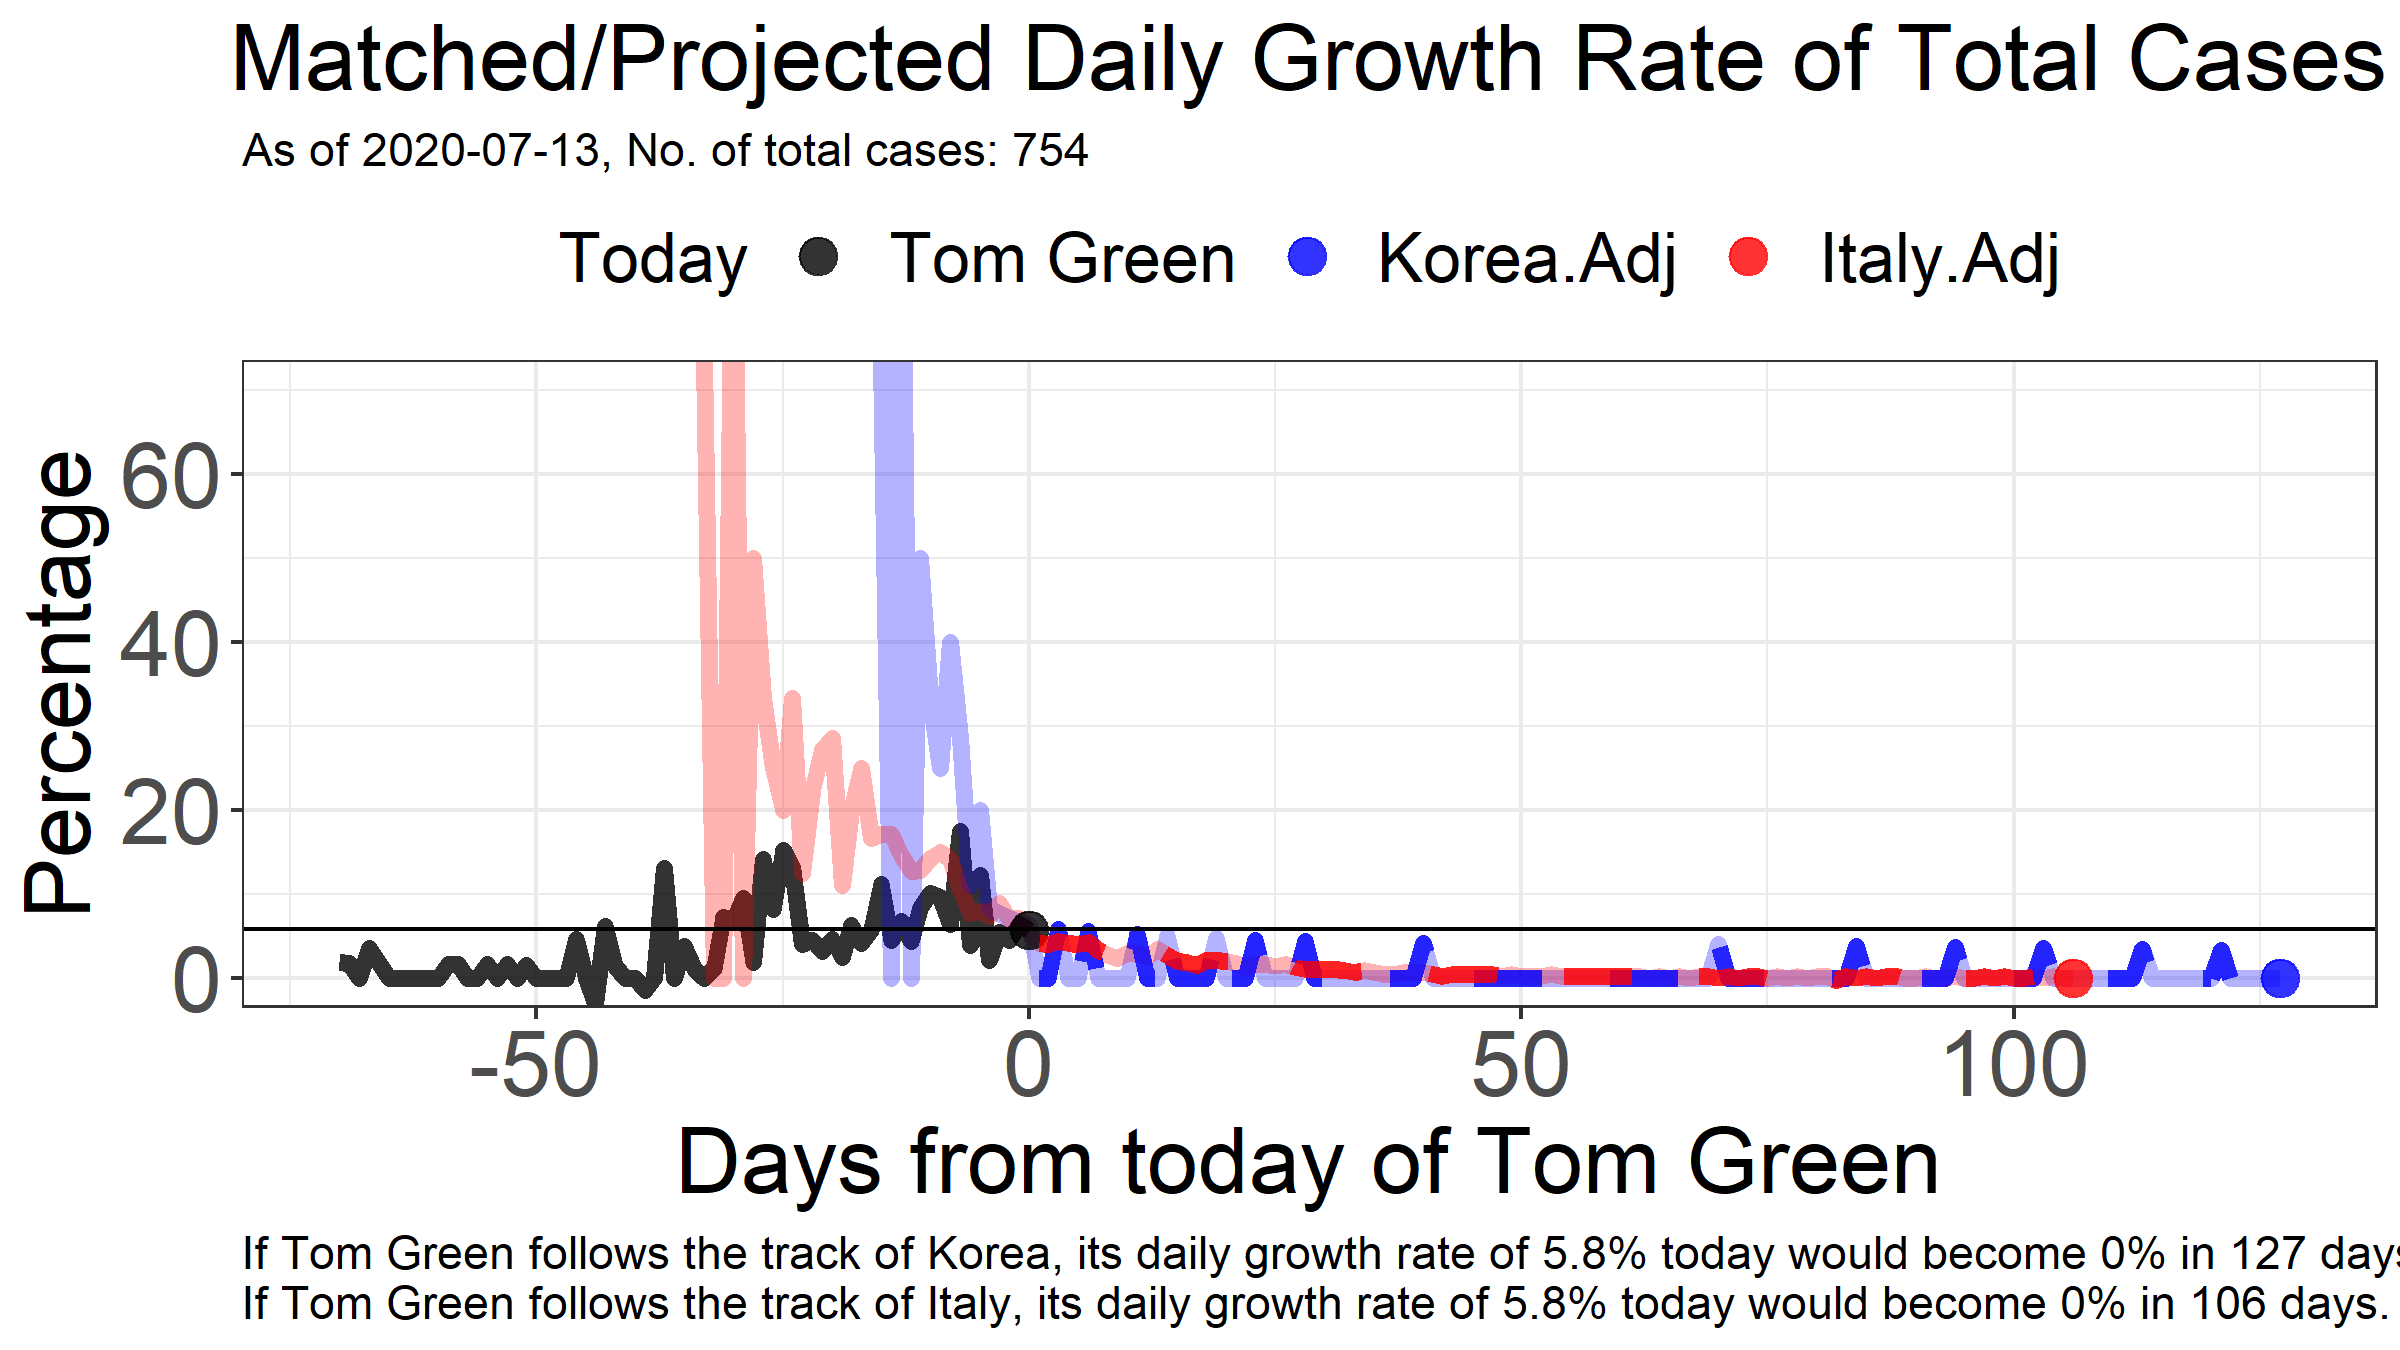 Matched/Projected Daily Growth Rate of Total Cases
As of 2020-07-13, No. of total cases: 754
Today Tom Green Korea.Adj Italy.Adj
Percentage
60
40
20
0
-50 0 50 100
Days from today of Tom Green
If Tom Green follows the track of Korea, its daily growth rate of 5.8% today would become 0% in 127 days
If Tom Green follows the track of Italy, its daily growth rate of 5.8% today would become 0% in 106 days.